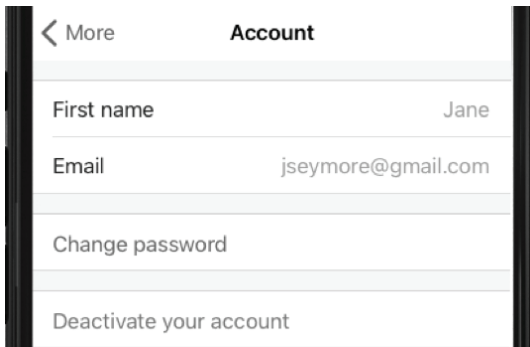 More Account
First name Jane
Email jseymore@gmail.com
Change password
Deactivate your account